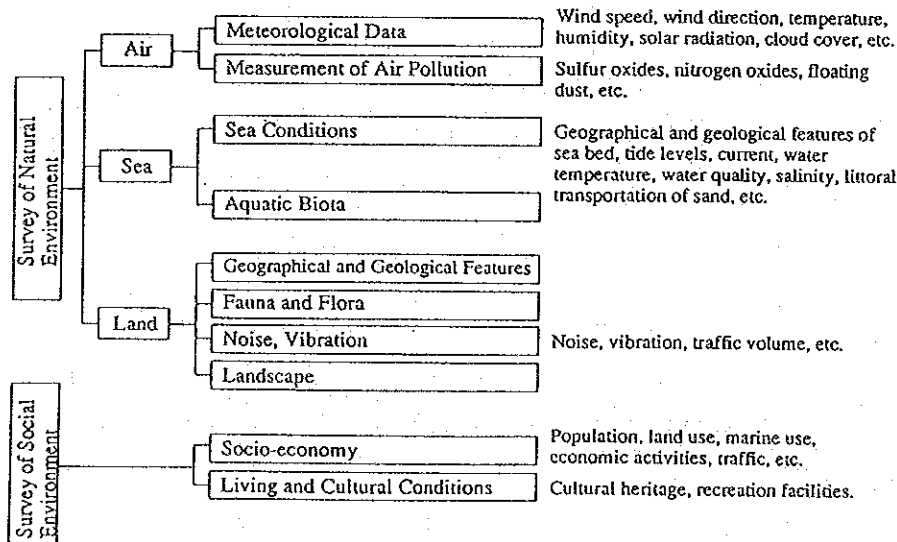 Survey of Natural
Environment
Air
Meteorological Data
Wind speed, wind direction, temperature,
humidity, solar radiation, cloud cover, etc.
Measurement of Air Pollution
Sulfur oxides, nitrogen oxides, floating
dust, etc.
Sea
Sea Conditions
Geographical and geological features of
sea bed, tide levels, current, water
temperature, water quality, salinity, littoral
transportation of sand, etc.
Aquatic Biota
Land
Geographical and Geological Features
Fauna and Flora
Noise, Vibration
Noise, vibration, traffic volume, etc.
Landscape
Survey of Social
Environment
Socio-economy
Population, land use, marine use,
economic activities, traffic, etc.
Living and Cultural Conditions
Cultural heritage, recreation facilities.